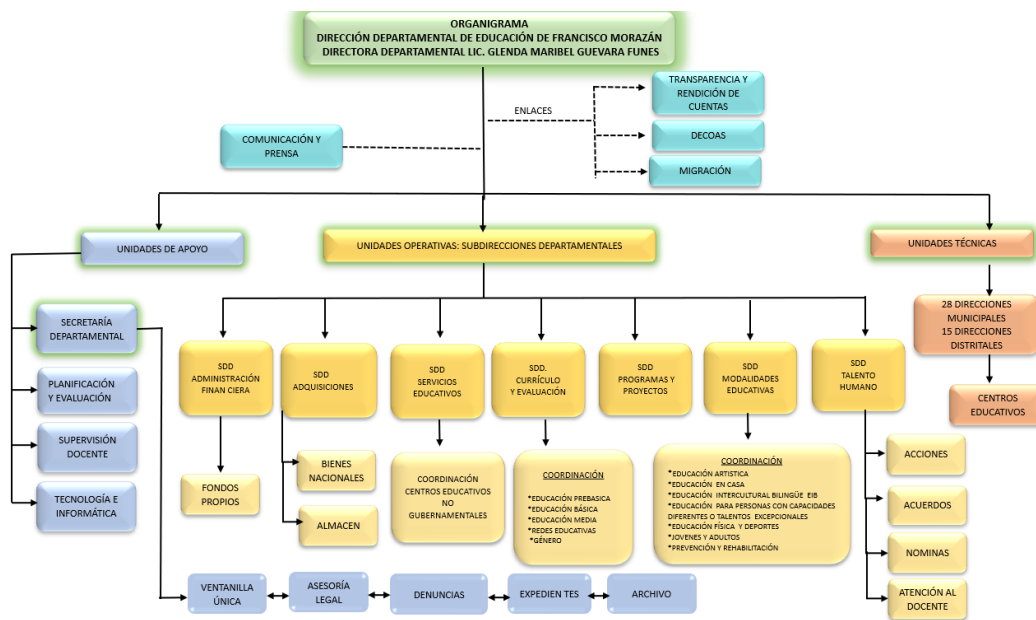 ORGANIGRAMA
DIRECCIÓN DEPARTAMENTAL DE EDUCACIÓN DE FRANCISCO MORAZÁN
DIRECTORA DEPARTAMENTAL LIC. GLENDA MARIBEL GUEVARA FUNES
ENLACES
TRANSPARENCIA Y
RENDICIÓN DE
CUENTAS
DECOAS
MIGRACIÓN
COMUNICACIÓN Y
PRENSA
UNIDADES DE APOYO
UNIDADES OPERATIVAS: SUBDIRECCIONES DEPARTAMENTALES
UNIDADES TÉCNICAS
SECRETARÍA
DEPARTAMENTAL
PLANIFICACIÓN
Y EVALUACIÓN
SUPERVISIÓN
DOCENTE
TECNOLOGÍA E
INFORMÁTICA
SDD
ADMINISTRACIÓN
FINAN CIERA
SDD
ADQUISICIONES
SDD
SERVICIOS
EDUCATIVOS
SDD.
CURRÍCULO
Y EVALUACIÓN
SDD
PROGRAMAS Y
PROYECTOS
SDD
MODALIDADES
EDUCATIVAS
SDD
TALENTO
HUMANO
28 DIRECCIONES
MUNICIPALES
15 DIRECCIONES
DISTRITALES
CENTROS
EDUCATIVOS
FONDOS
PROPIOS
BIENES
NACIONALES
ALMACEN
COORDINACIÓN
CENTROS EDUCATIVOS
NO
GUBERNAMENTALES
COORDINACIÓN
*EDUCACIÓN PREBASICA
*EDUCACIÓN BÁSICA
*EDUCACIÓN MEDIA
*REDES EDUCATIVAS
*GÉNERO
COORDINACIÓN
*EDUCACIÓN ARTISTICA
*EDUCACIÓN EN CASA
*EDUCACIÓN INTERCULTURAL BILINGÜE EIB
*EDUCACIÓN PARA PERSONAS CON CAPACIDADES
DIFERENTES O TALENTOS EXCEPCIONALES
*EDUCACIÓN FÍSICA Y DEPORTES
*JOVENES Y ADULTOS
*PREVENCIÓN Y REHABILITACIÓN
ACCIONES
ACUERDOS
NOMINAS
ATENCIÓN AL
DOCENTE
VENTANILLA
ÚNICA
ASESORÍA
LEGAL
DENUNCIAS
EXPEDIEN TES
ARCHIVO